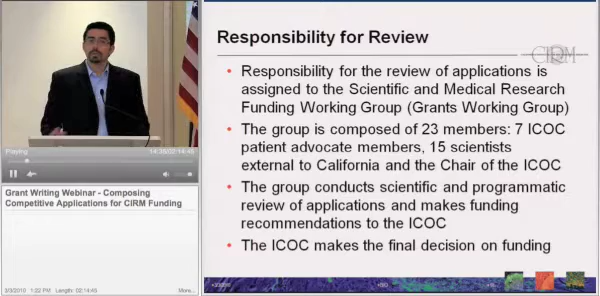 Responsibility for Review
CIRM
• Responsibility for the review of applications is
assigned to the Scientific and Medical Research
Funding Working Group (Grants Working Group)
• The group is composed of 23 members: 7 ICOC
patient advocate members, 15 scientists
external to California and the Chair of the ICOC
• The group conducts scientific and programmatic
review of applications and makes funding
recommendations to the ICOC
• The ICOC makes the final decision on funding
Playing
Grant Writing Webinar - Composing
Competitive Applications for CIRM Funding
3/3/2010 1:22 PM Length: 02:14:45
More...